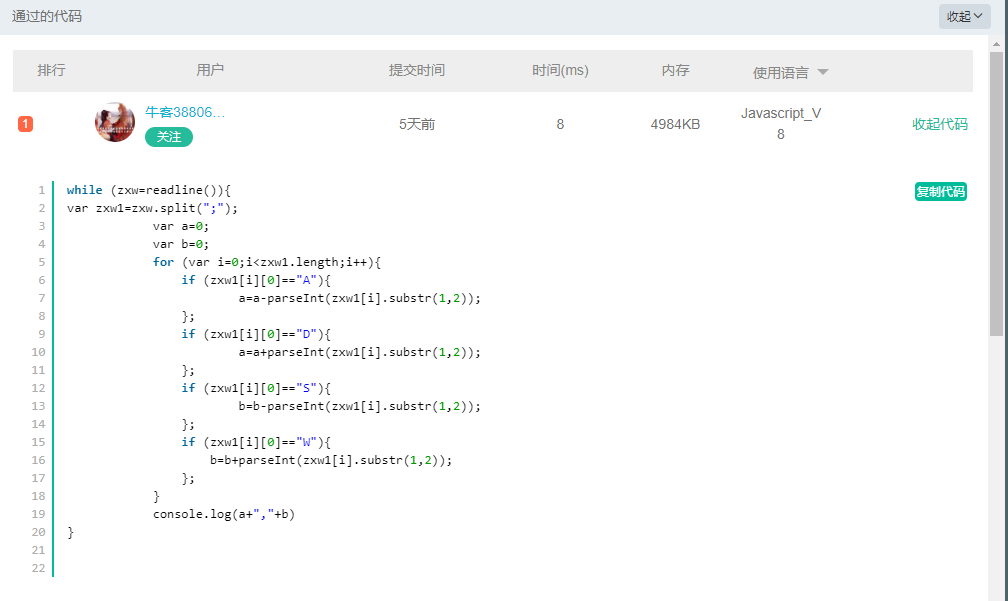 通过的代码
收起
排行 用户 提交时间 时间(ms) 内存 使用语言
1 牛客38806... 关注 5天前 8 4984KB Javascript_V8 收起代码
复制代码
1 while (zxw=readline()){
2 var zxw1=zxw.split(";");
3 var a=0;
4 var b=0;
5 for (var i=0;i<zxw1.length;i++){
6 if (zxw1[i][0]=="A"){
7 a=a-parseInt(zxw1[i].substr(1,2));
8 };
9 if (zxw1[i][0]=="D"){
10 a=a+parseInt(zxw1[i].substr(1,2));
11 };
12 if (zxw1[i][0]=="S"){
13 b=b-parseInt(zxw1[i].substr(1,2));
14 };
15 if (zxw1[i][0]=="W"){
16 b=b+parseInt(zxw1[i].substr(1,2));
17 };
18 }
19 console.log(a+","+b)
20 }
21
22